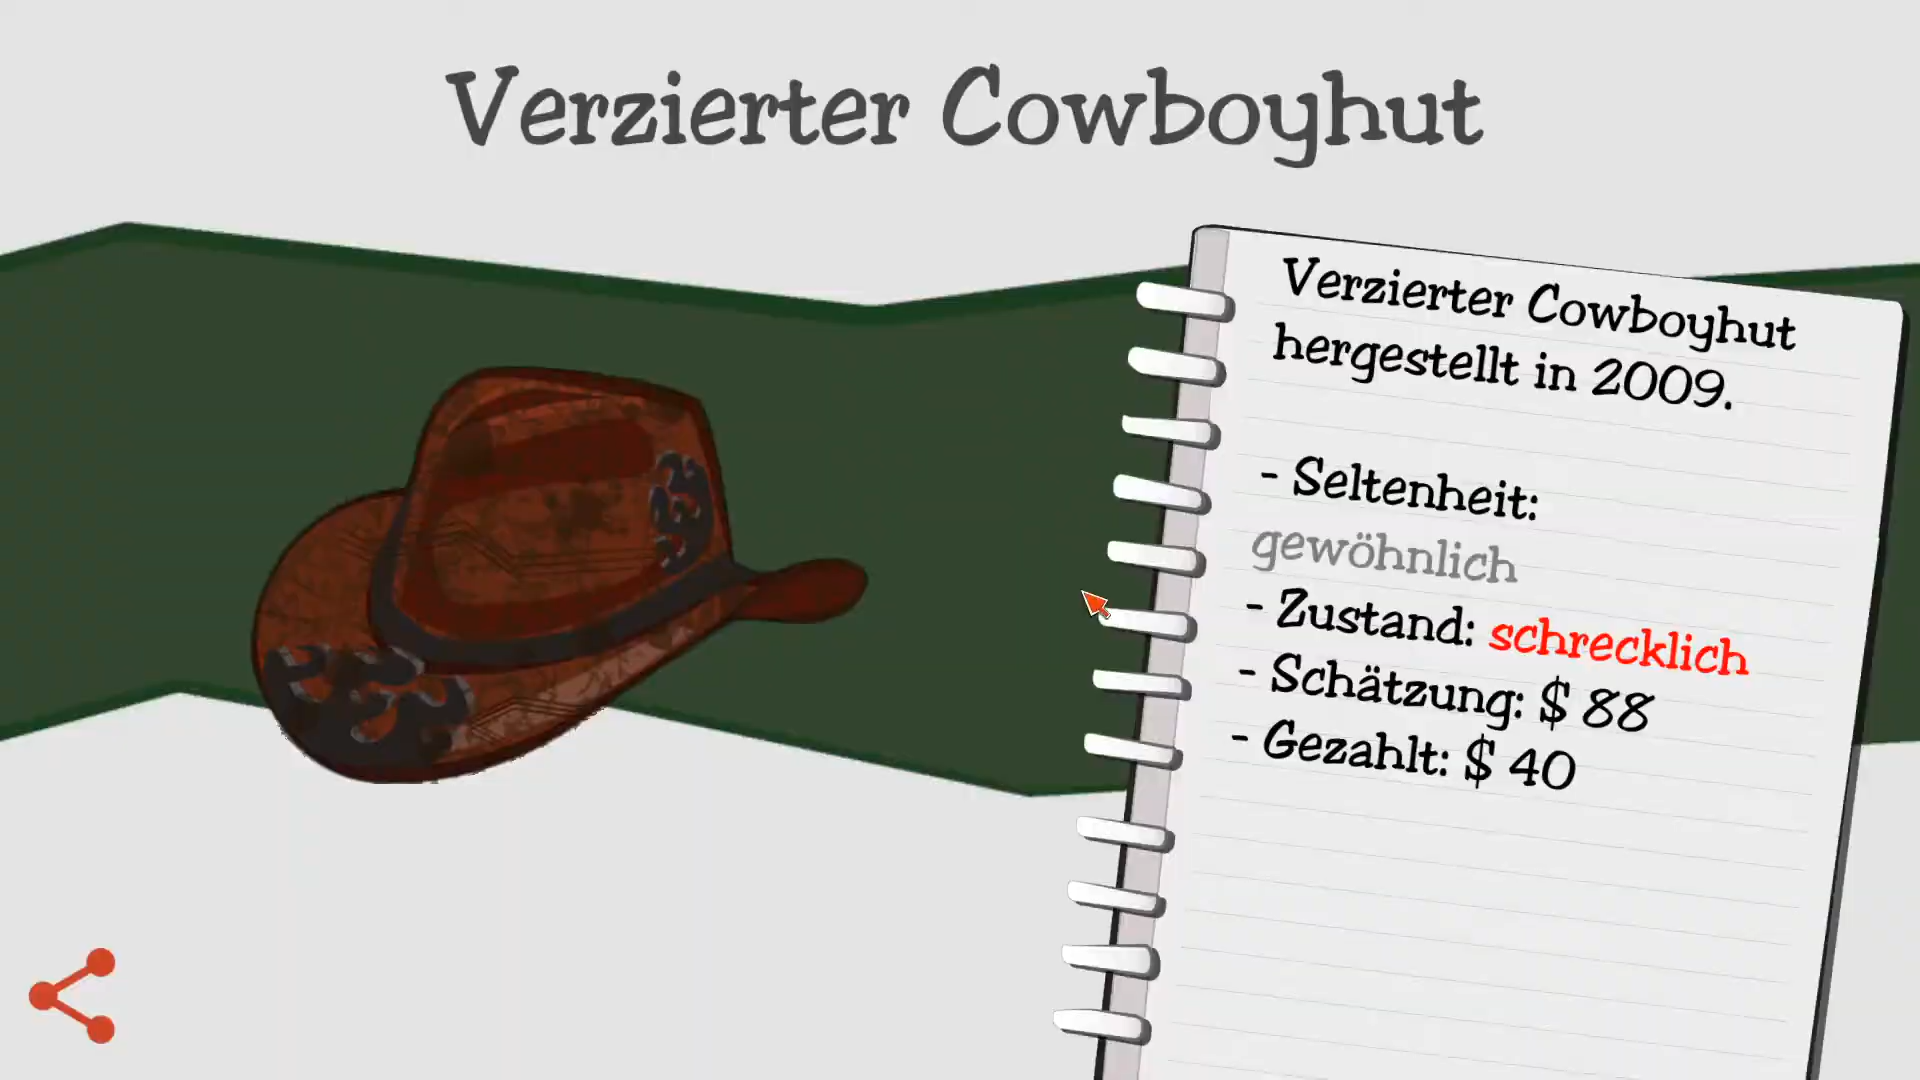 Verzierter Cowboyhut
Verzierter Cowboyhut
hergestellt in 2009.
- Seltenheit:
gewöhnlich
- Zustand: schrecklich
- Schätzung: $ 88
- Gezahlt: $ 40